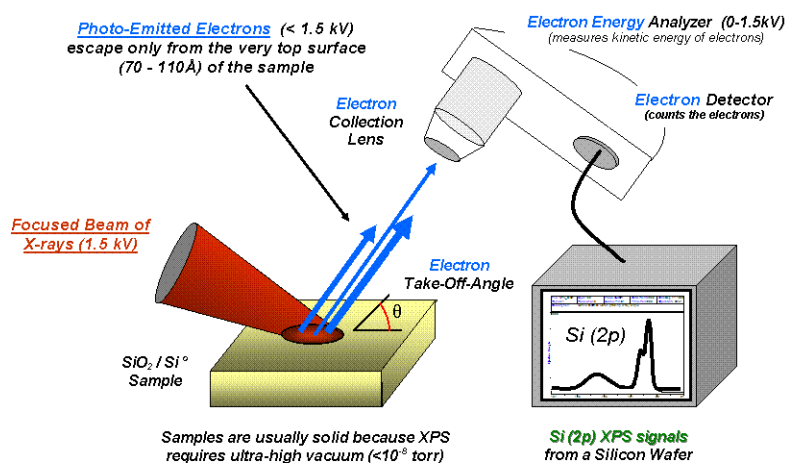 Photo-Emitted Electrons (< 1.5 kV)
escape only from the very top surface
(70 - 110Å) of the sample
Electron Energy Analyzer (0-1.5kV)
(measures kinetic energy of electrons)
Electron
Collection
Lens
Electron Detector
(counts the electrons)
Focused Beam of
X-rays (1.5 kV)
Electron
Take-Off-Angle
θ
Si (2p)
SiO₂ / Si°
Sample
Samples are usually solid because XPS
requires ultra-high vacuum (<10⁻⁸ torr)
Si (2p) XPS signals
from a Silicon Wafer